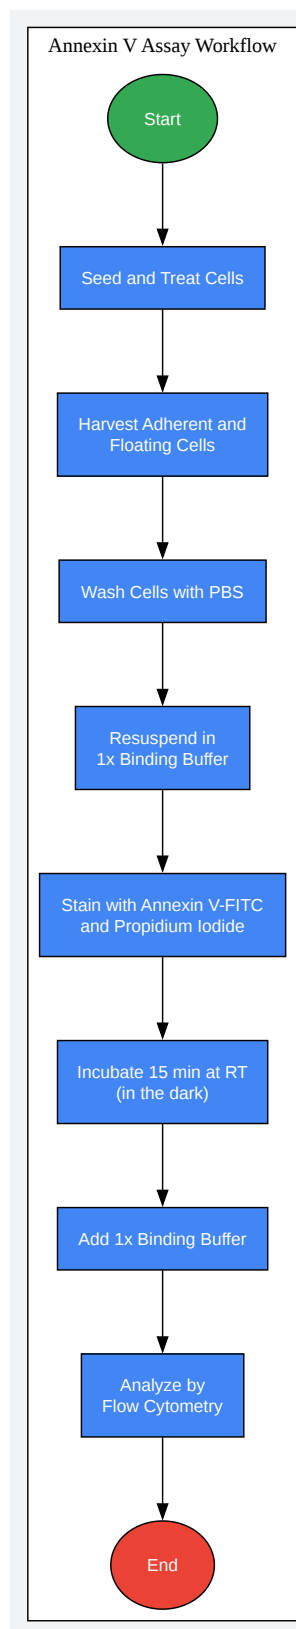 Annexin V Assay Workflow
Start
Seed and Treat Cells
Harvest Adherent and
Floating Cells
Wash Cells with PBS
Resuspend in
1x Binding Buffer
Stain with Annexin V-FITC
and Propidium Iodide
Incubate 15 min at RT
(in the dark)
Add 1x Binding Buffer
Analyze by
Flow Cytometry
End